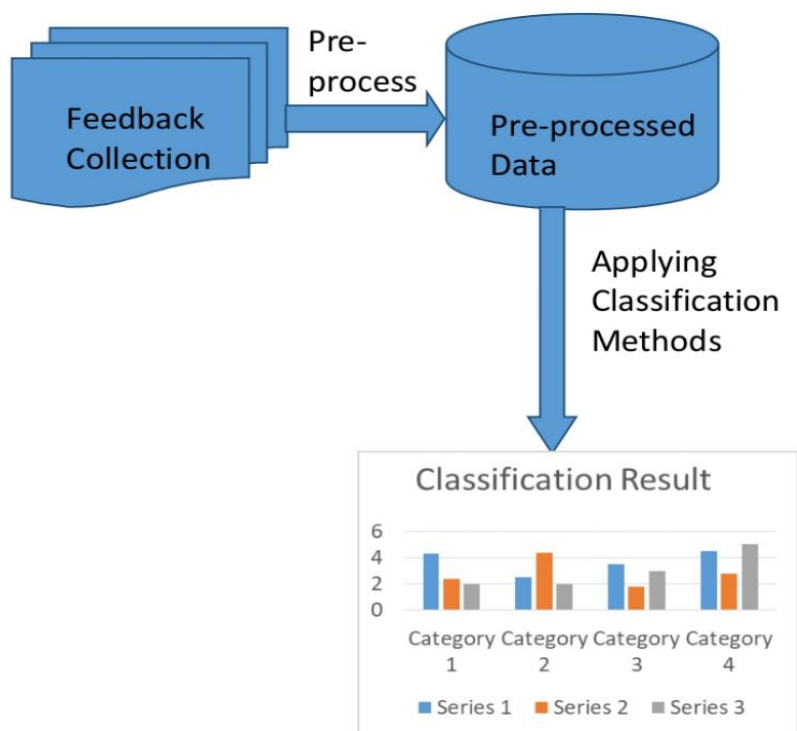 Feedback
Collection
Pre-
process
Pre-processed
Data
Applying
Classification
Methods
Classification Result
6
4
2
0
Category
1
Category
2
Category
3
Category
4
Series 1
Series 2
Series 3